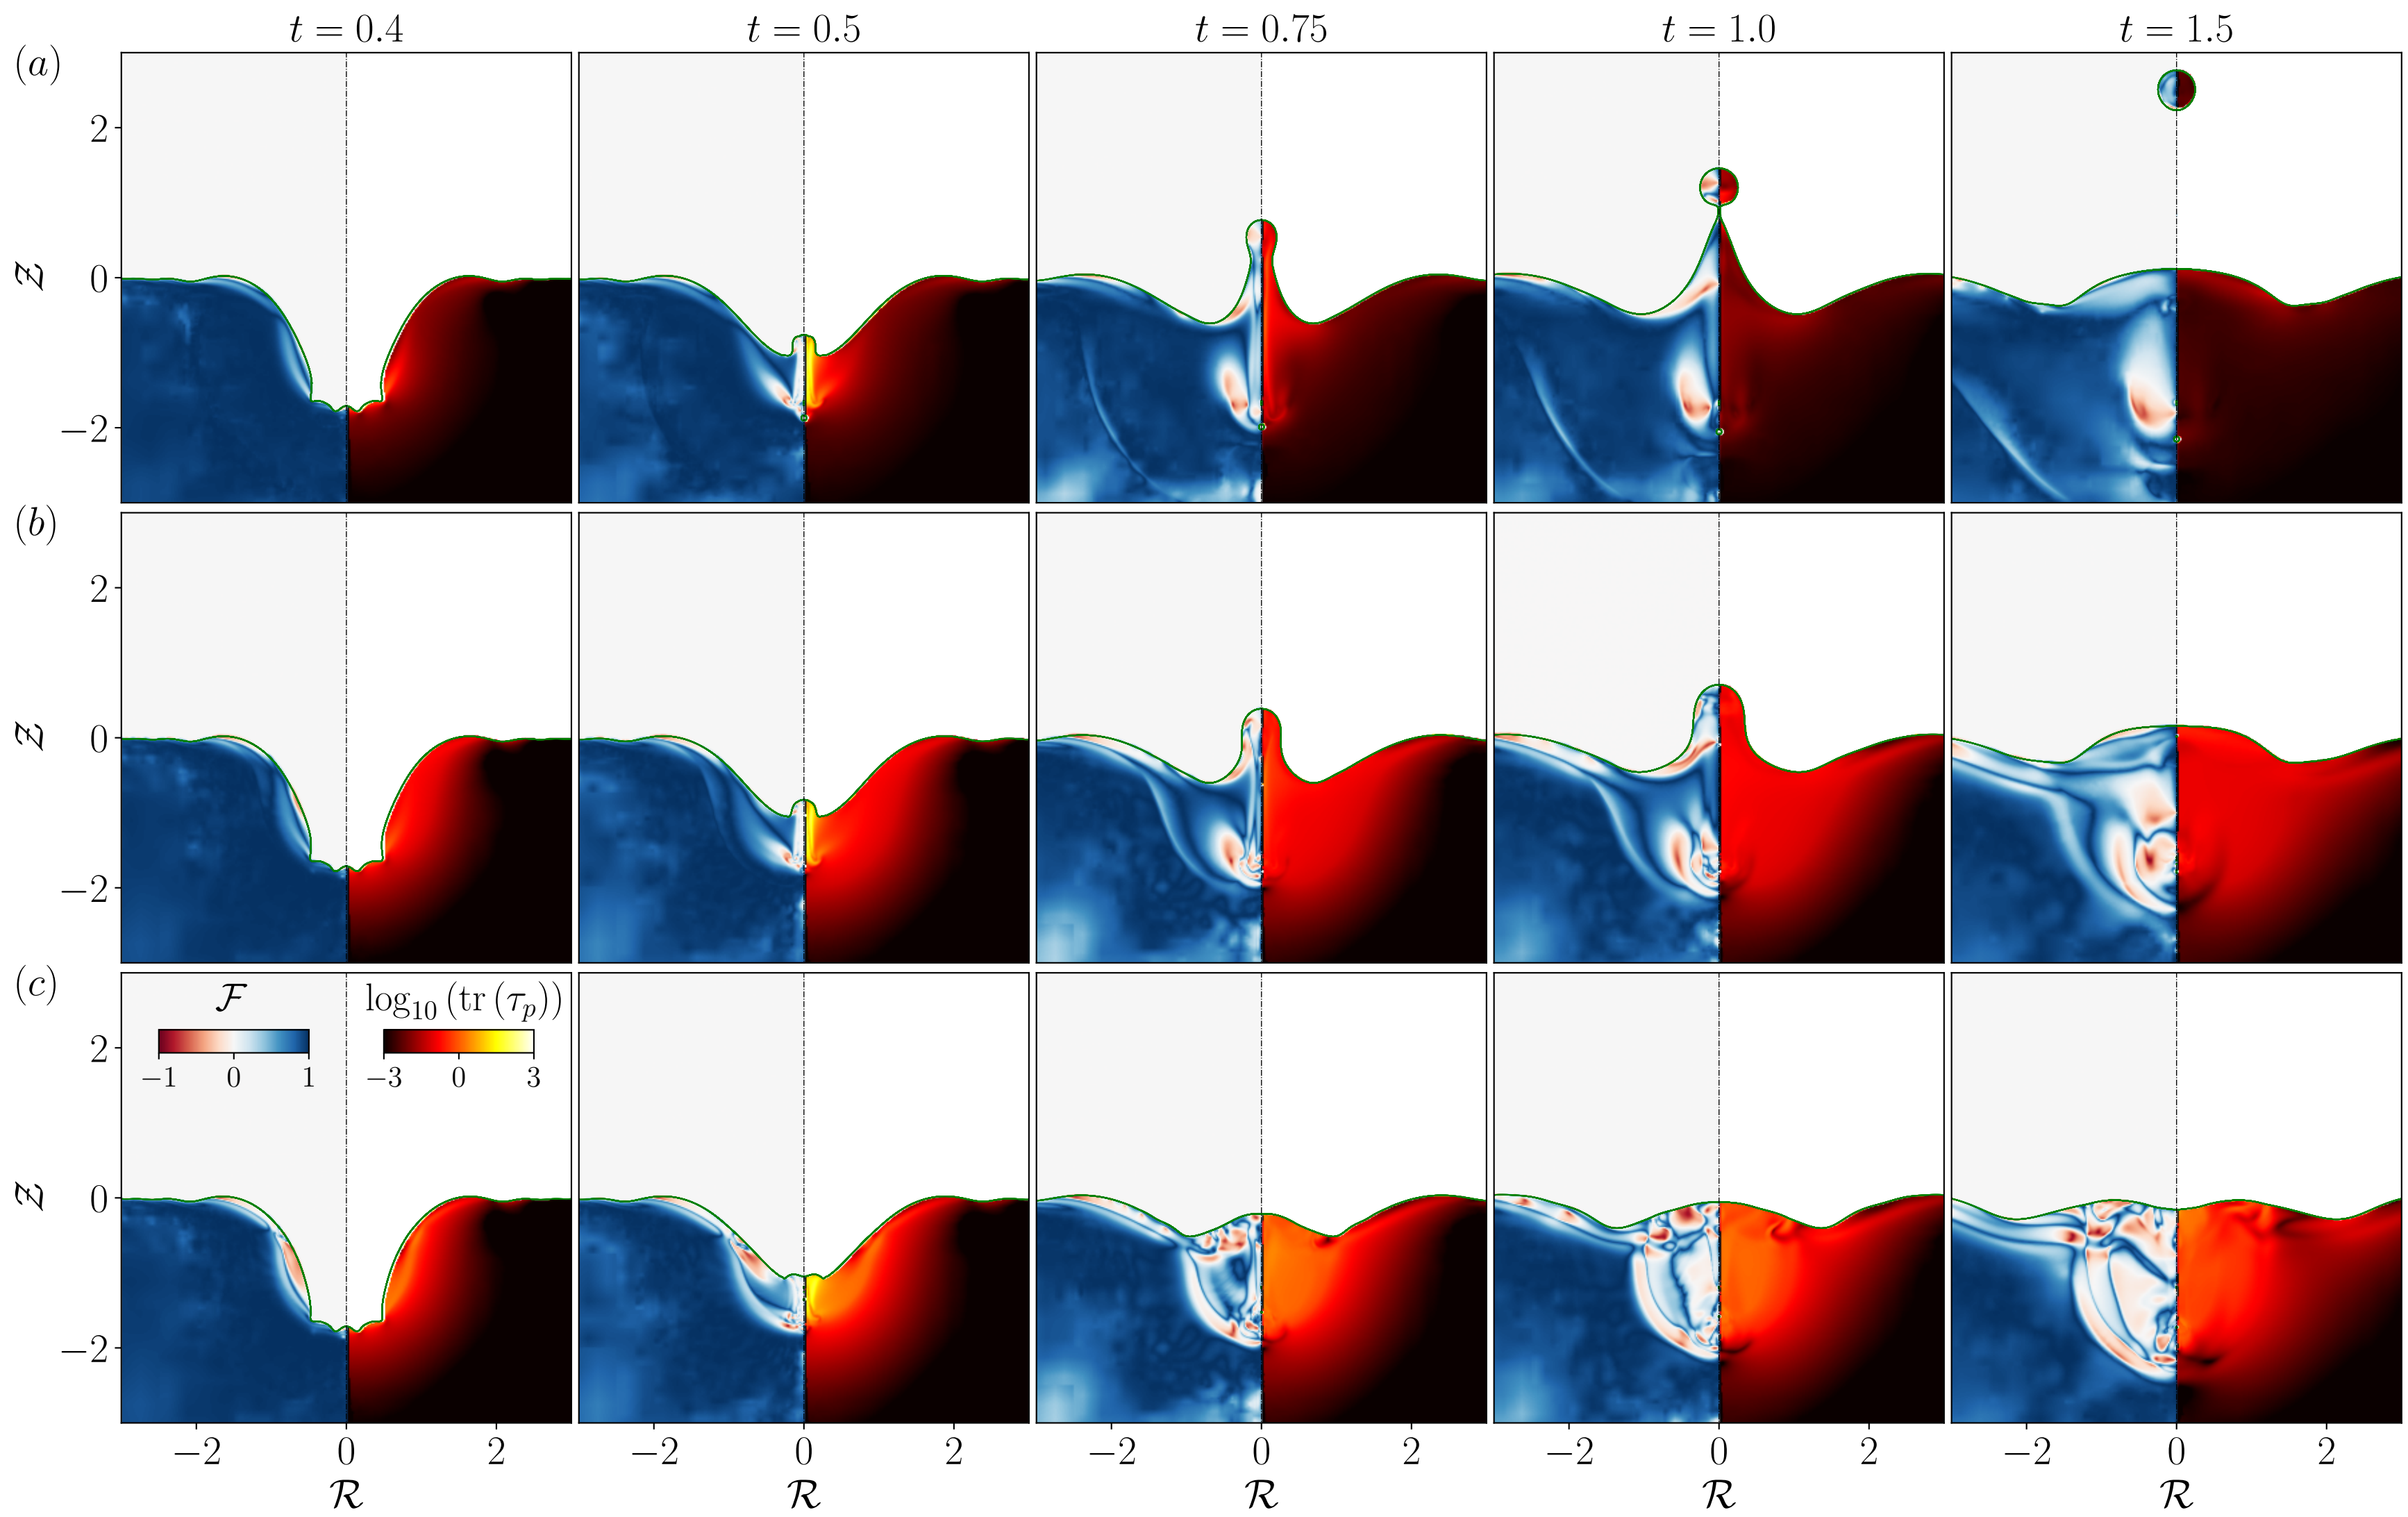 t = 0.4 t = 0.5 t = 0.75 t = 1.0 t = 1.5
(a)
2
𝒵 0
−2
(b)
2
𝒵 0
−2
(c)
ℱ log₁₀ (tr (τₚ))
−1 0 1 −3 0 3
2
𝒵 0
−2
−2 0 2 −2 0 2 −2 0 2 −2 0 2 −2 0 2
ℛ ℛ ℛ ℛ ℛ